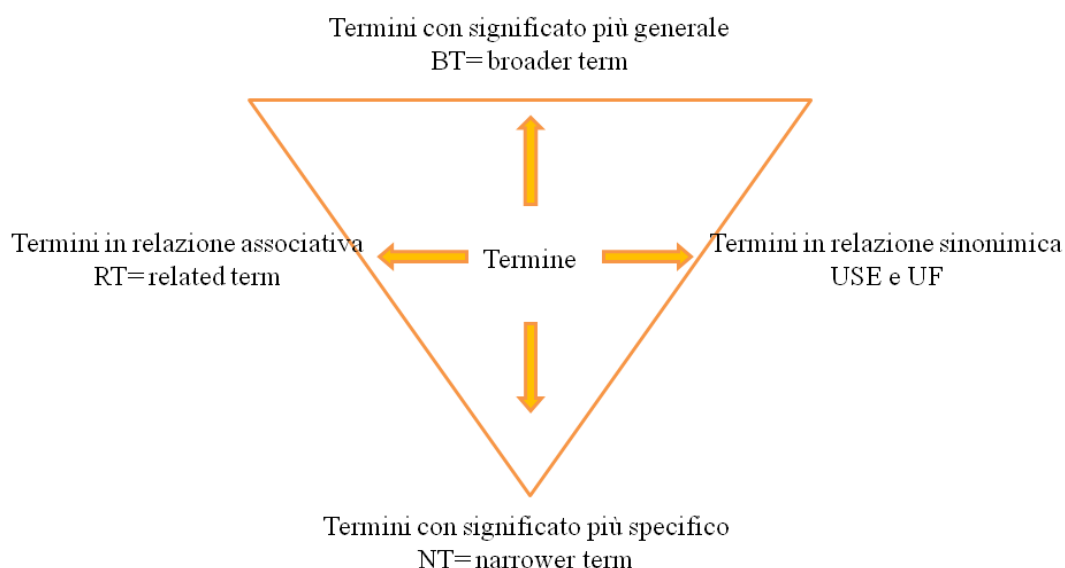 Termini con significato più generale
BT= broader term
Termini in relazione associativa
RT= related term
Termine
Termini in relazione sinonimica
USE e UF
Termini con significato più specifico
NT= narrower term